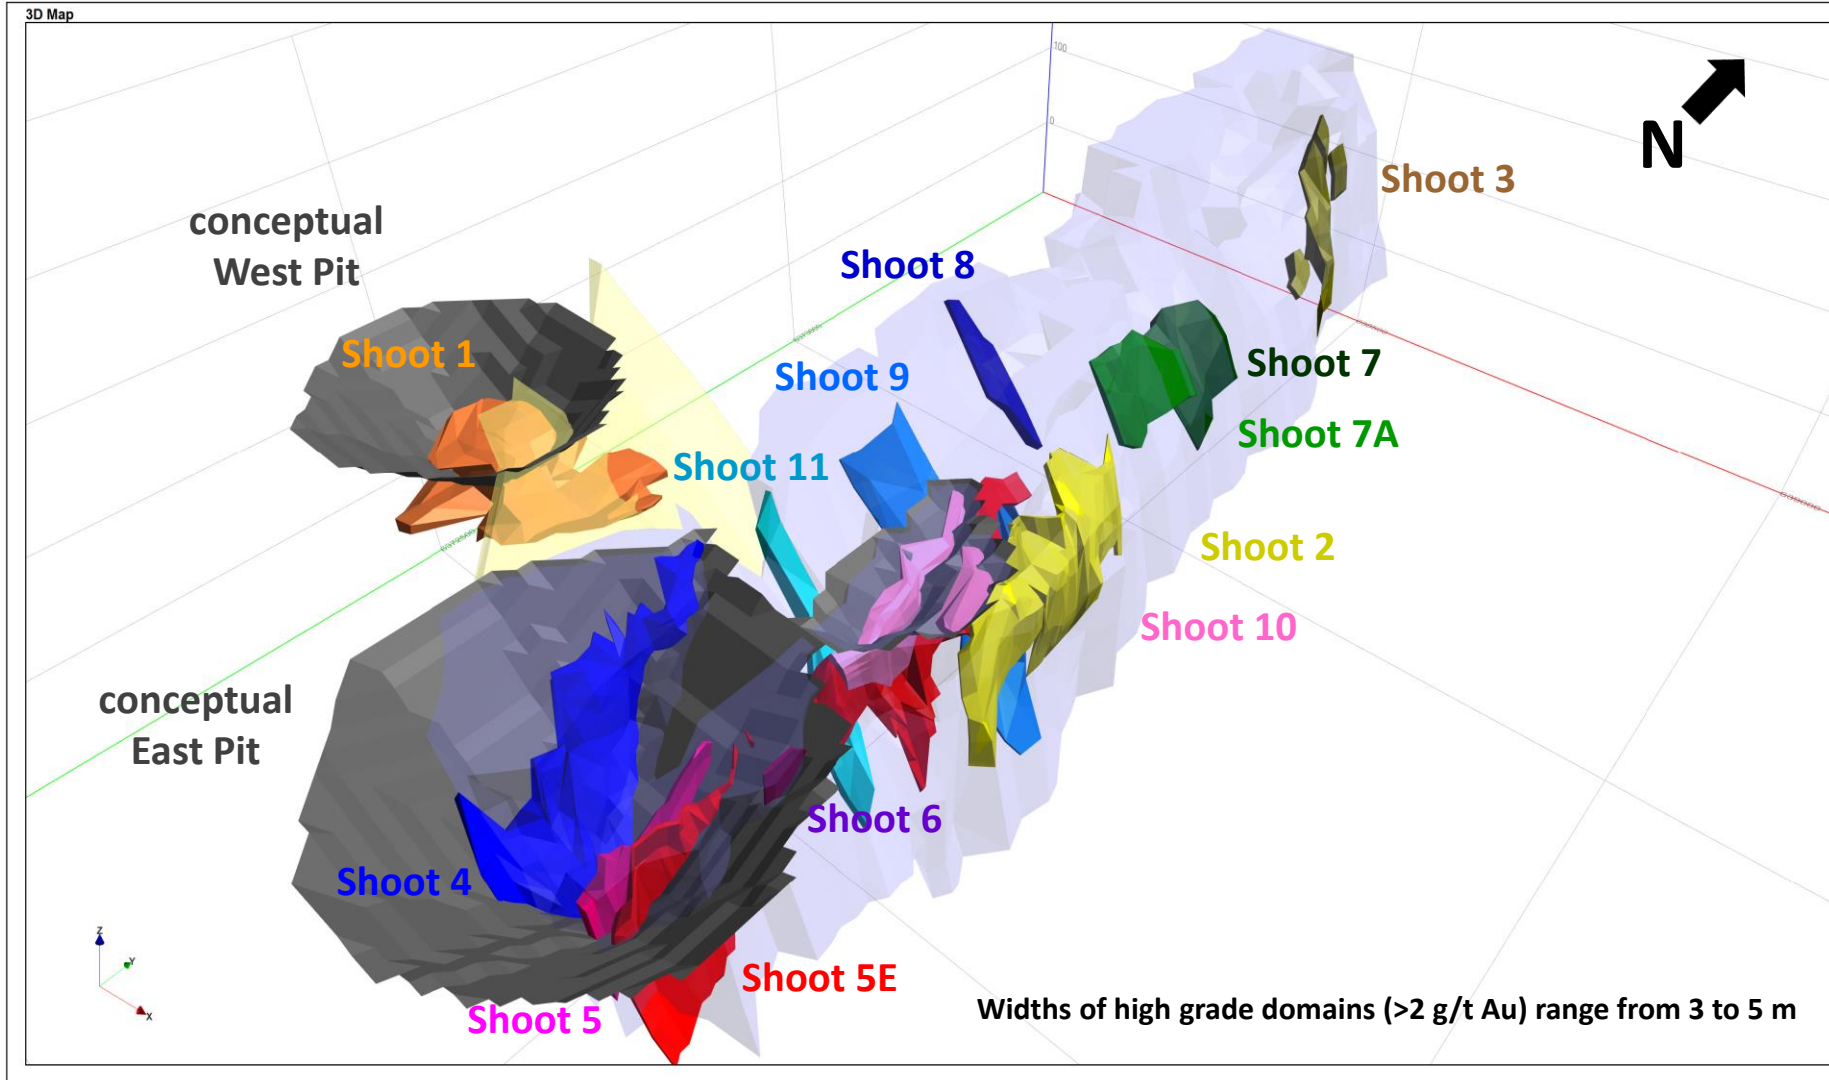 3D Map
100
0
N
Shoot 3
conceptual
West Pit
Shoot 8
Shoot 1
Shoot 9
Shoot 7
Shoot 11
Shoot 7A
Shoot 2
Shoot 10
conceptual
East Pit
Shoot 6
Shoot 4
Z
Y
X
Shoot 5E
Shoot 5
Widths of high grade domains (>2 g/t Au) range from 3 to 5 m